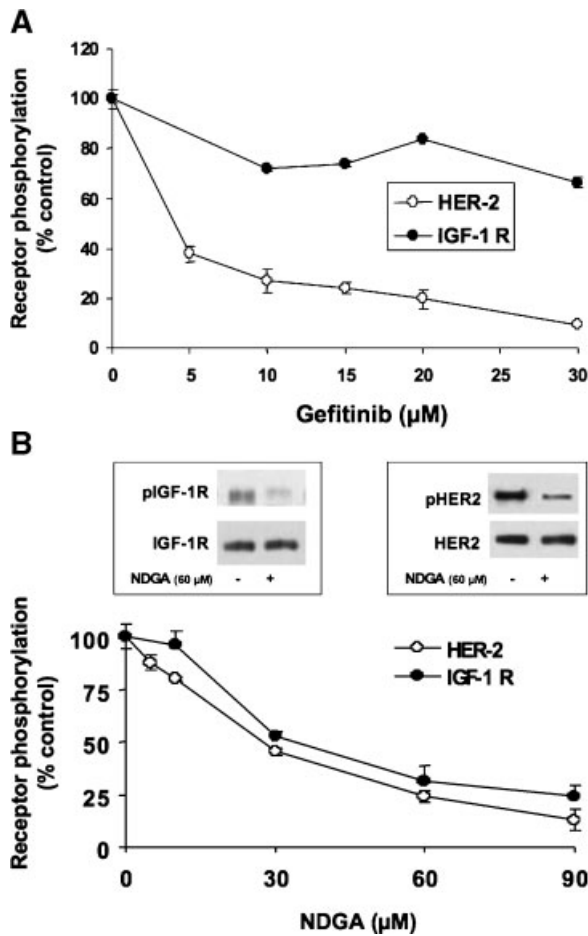 A
Receptor phosphorylation
(% control)
120
100
80
60
40
20
0
HER-2
IGF-1 R
0 5 10 15 20 25 30
Gefitinib (µM)
B
pIGF-1R
IGF-1R
NDGA (60 µM) - +
pHER2
HER2
NDGA (60 µM) - +
Receptor phosphorylation
(% control)
100
75
50
25
0
HER-2
IGF-1 R
0 30 60 90
NDGA (µM)